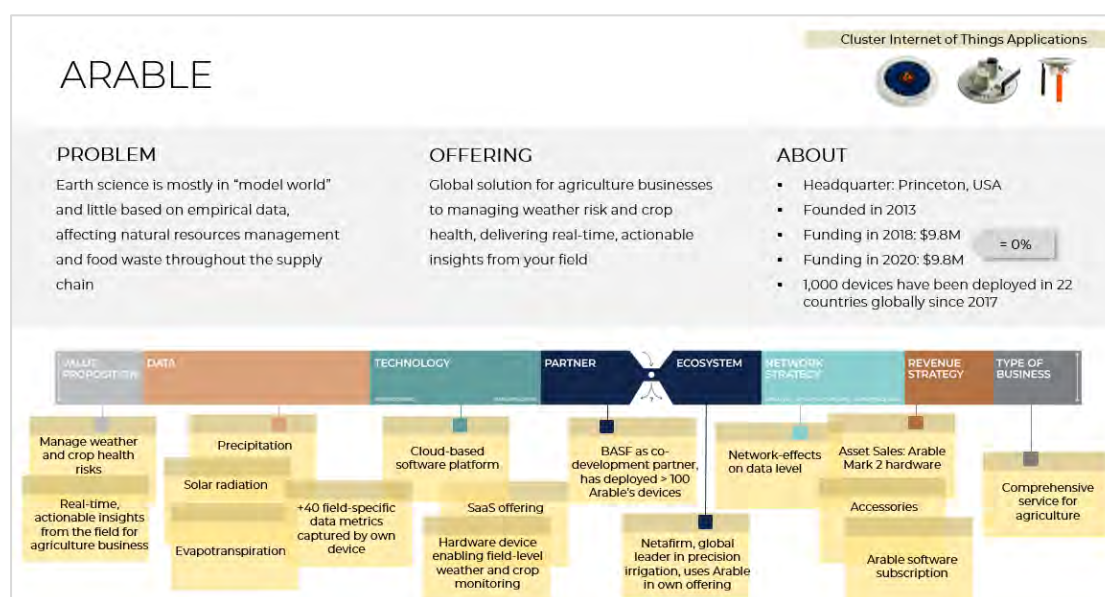 Cluster Internet of Things Applications
ARABLE
PROBLEM
Earth science is mostly in “model world”
and little based on empirical data,
affecting natural resources management
and food waste throughout the supply
chain
OFFERING
Global solution for agriculture businesses
to managing weather risk and crop
health, delivering real-time, actionable
insights from your field
ABOUT
▪ Headquarter: Princeton, USA
▪ Founded in 2013
▪ Funding in 2018: $9.8M
▪ Funding in 2020: $9.8M
= 0%
▪ 1,000 devices have been deployed in 22
countries globally since 2017
VALUE
PROPOSITION
DATA
TECHNOLOGY
PARTNER
ECOSYSTEM
NETWORK
STRATEGY
REVENUE
STRATEGY
TYPE OF
BUSINESS
Manage weather
and crop health
risks
Real-time,
actionable insights
from the field for
agriculture business
Precipitation
Solar radiation
Evapotranspiration
+40 field-specific
data metrics
captured by own
device
Cloud-based
software platform
SaaS offering
Hardware device
enabling field-level
weather and crop
monitoring
BASF as co-
development partner,
has deployed > 100
Arable’s devices
Netafirm, global
leader in precision
irrigation, uses Arable
in own offering
Network-effects
on data level
Asset Sales: Arable
Mark 2 hardware
Accessories
Arable software
subscription
Comprehensive
service for
agriculture